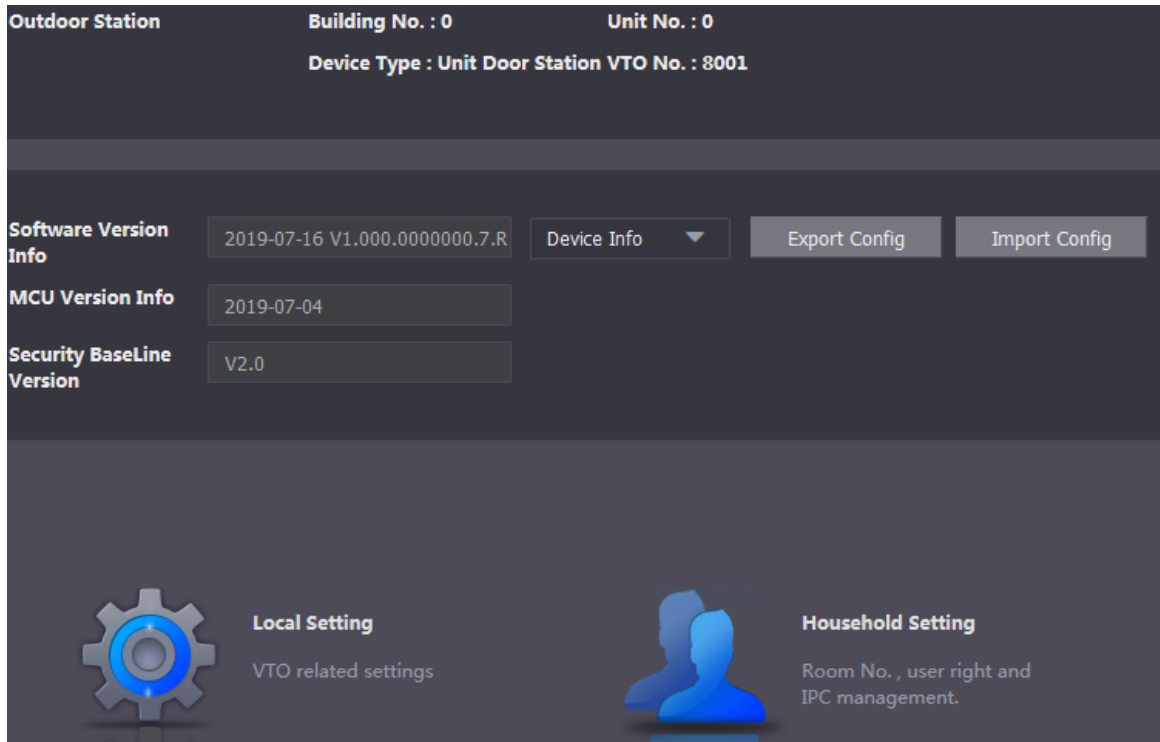 Outdoor Station Building No. : 0 Unit No. : 0
Device Type : Unit Door Station VTO No. : 8001
Software Version
Info
2019-07-16 V1.000.0000000.7.R Device Info Export Config Import Config
MCU Version Info 2019-07-04
Security BaseLine
Version
V2.0
Local Setting
VTO related settings
Household Setting
Room No. , user right and
IPC management.